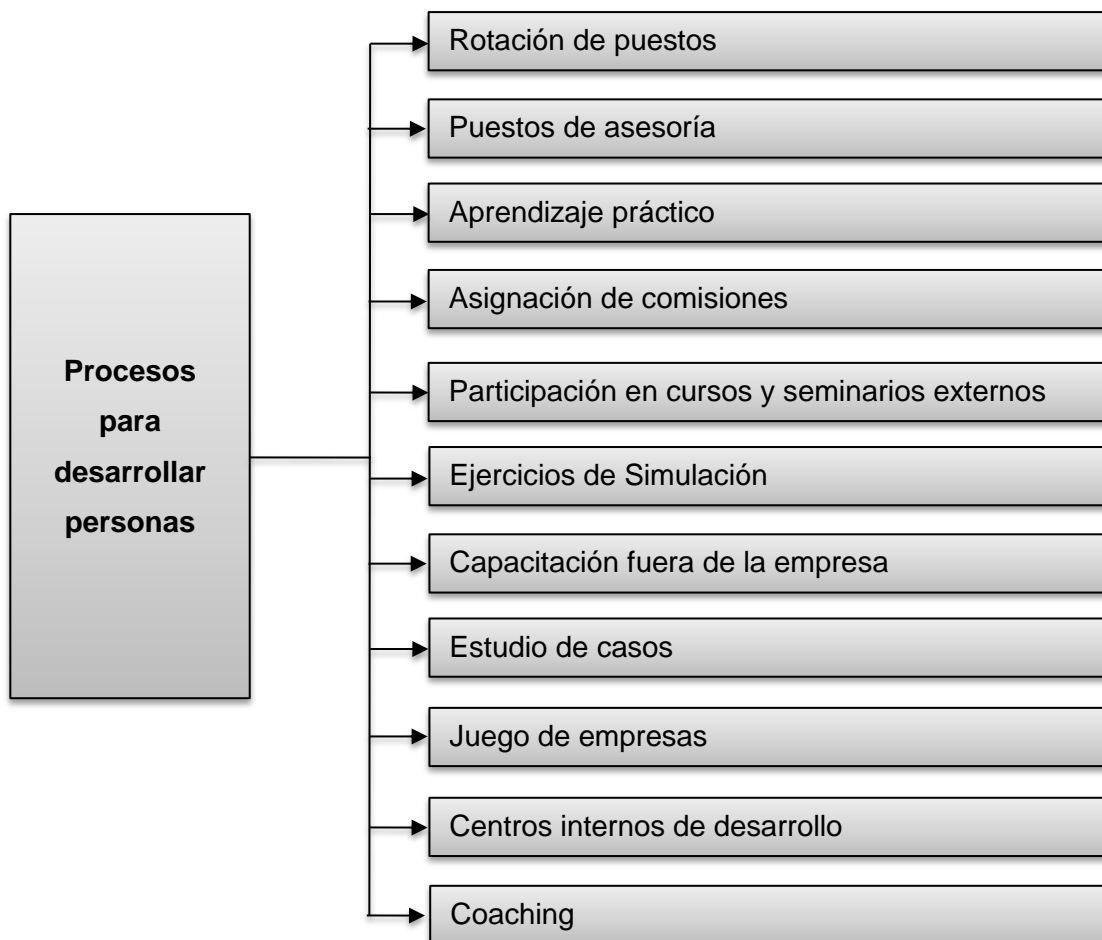 Procesos
para
desarrollar
personas
Rotación de puestos
Puestos de asesoría
Aprendizaje práctico
Asignación de comisiones
Participación en cursos y seminarios externos
Ejercicios de Simulación
Capacitación fuera de la empresa
Estudio de casos
Juego de empresas
Centros internos de desarrollo
Coaching